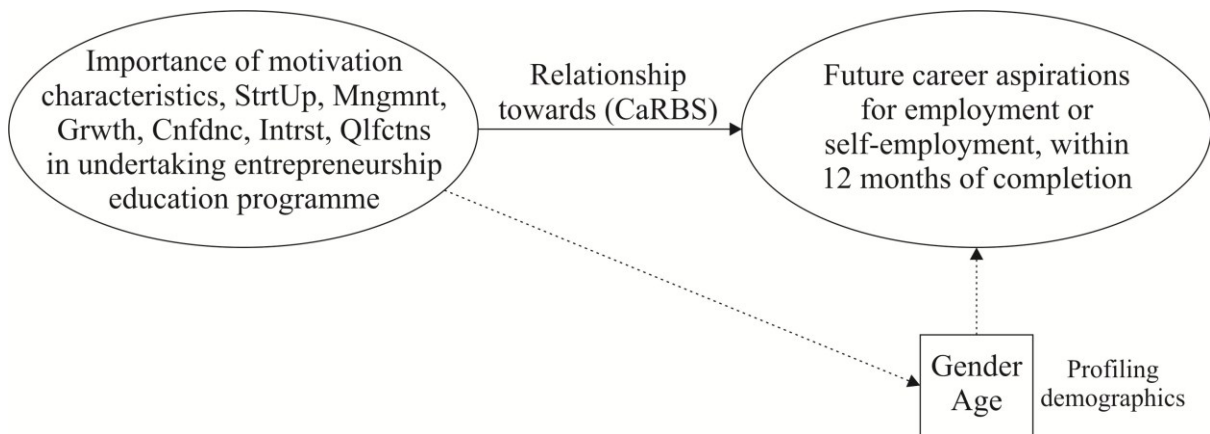 Importance of motivation
characteristics, StrtUp, Mngmnt,
Grwth, Cnfdnc, Intrst, Qlfctns
in undertaking entrepreneurship
education programme
Relationship
towards (CaRBS)
Future career aspirations
for employment or
self-employment, within
12 months of completion
Gender
Age
Profiling
demographics